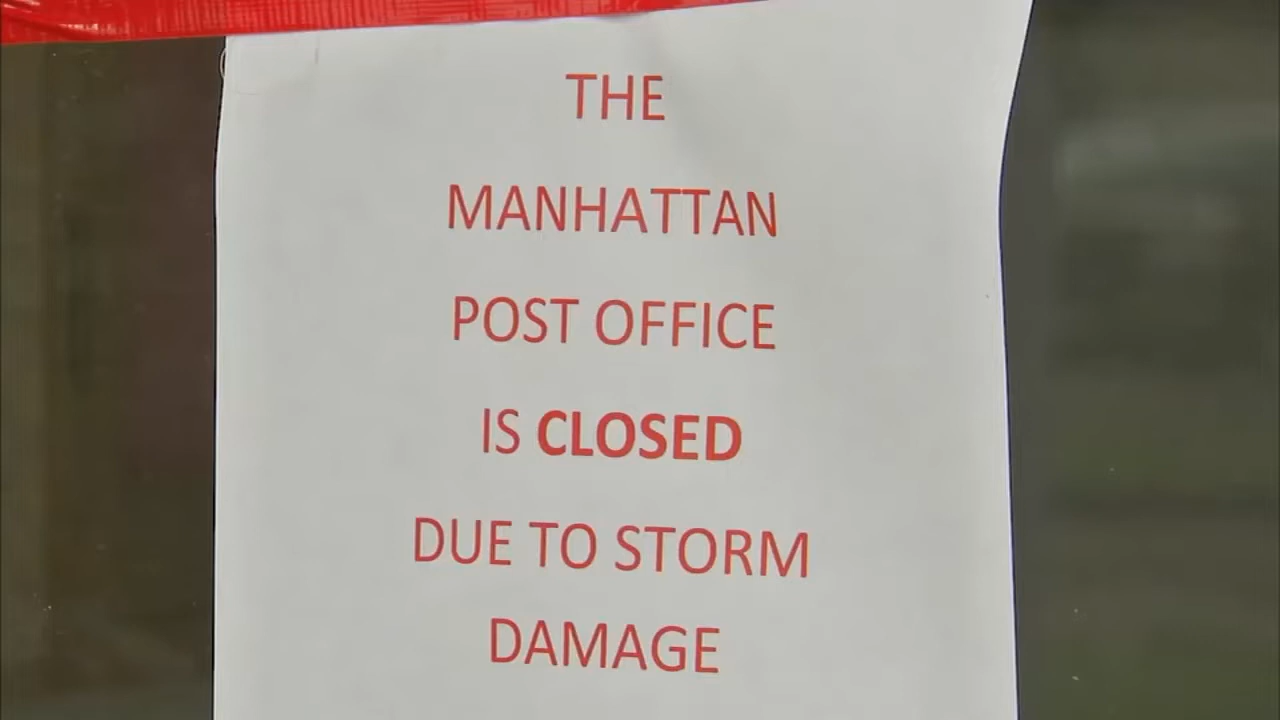 THE
MANHATTAN
POST OFFICE
IS CLOSED
DUE TO STORM
DAMAGE